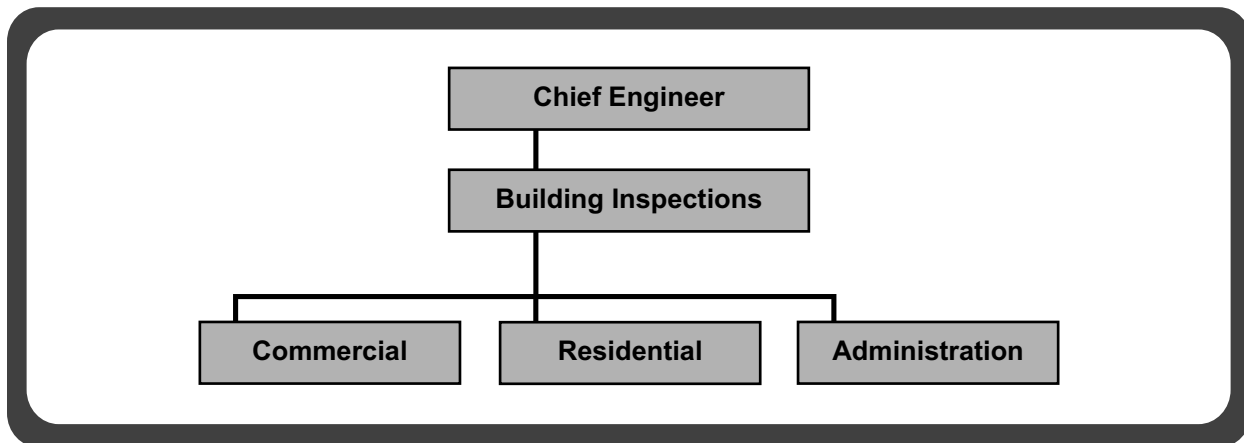 Chief Engineer
Building Inspections
Commercial
Residential
Administration